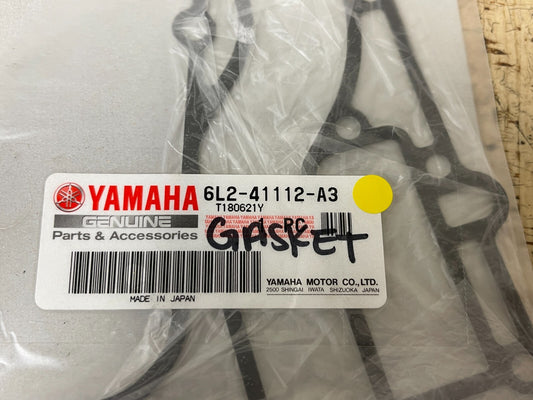 YAMAHA 6L2-41112-A3
T180621Y
GENUINE
Parts & Accessories
RC
GASKET
YAMAHA MOTOR CO.,LTD.
2500 SHINGAI IWATA SHIZUOKA JAPAN
MADE IN JAPAN